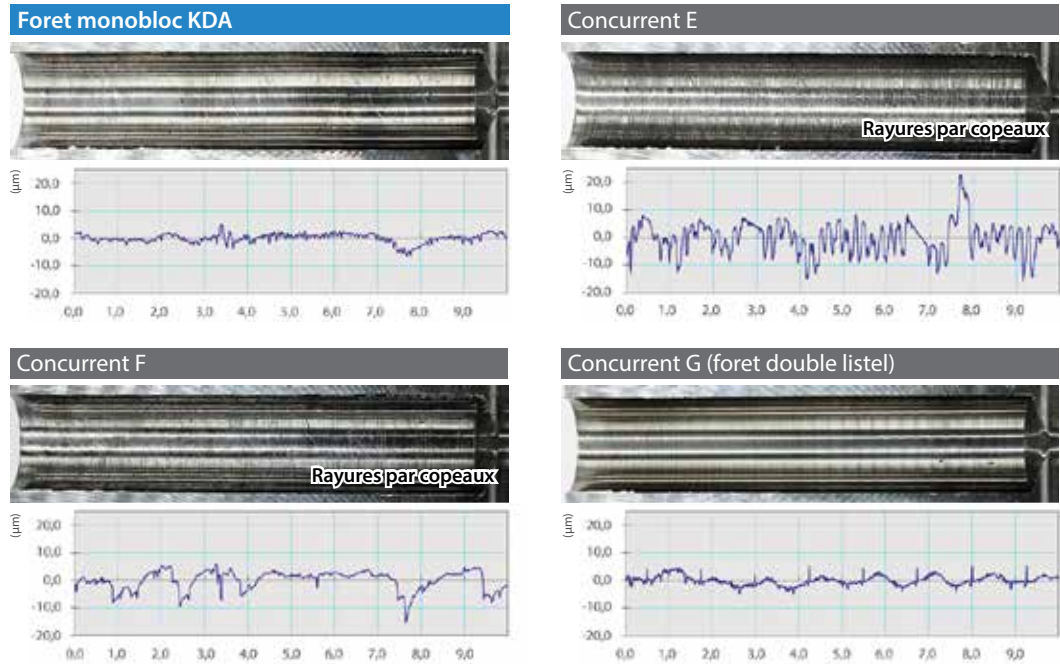 Foret monobloc KDA
(µm)
20,0
10,0
0,0
-10,0
-20,0
0,0 1,0 2,0 3,0 4,0 5,0 6,0 7,0 8,0 9,0
Concurrent E
Rayures par copeaux
(µm)
20,0
10,0
0,0
-10,0
-20,0
0,0 1,0 2,0 3,0 4,0 5,0 6,0 7,0 8,0 9,0
Concurrent F
Rayures par copeaux
(µm)
20,0
10,0
0,0
-10,0
-20,0
0,0 1,0 2,0 3,0 4,0 5,0 6,0 7,0 8,0 9,0
Concurrent G (foret double listel)
(µm)
20,0
10,0
0,0
-10,0
-20,0
0,0 1,0 2,0 3,0 4,0 5,0 6,0 7,0 8,0 9,0